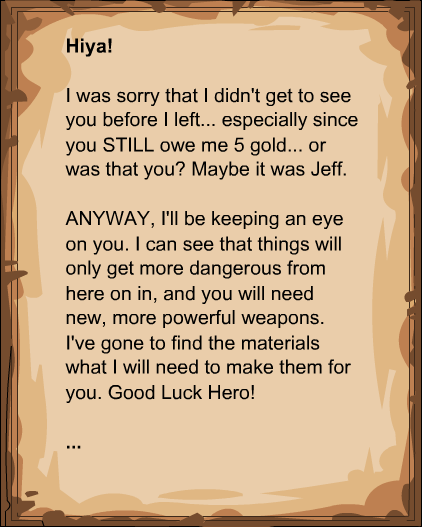 Hiya!
I was sorry that I didn't get to see
you before I left... especially since
you STILL owe me 5 gold... or
was that you? Maybe it was Jeff.
ANYWAY, I'll be keeping an eye
on you. I can see that things will
only get more dangerous from
here on in, and you will need
new, more powerful weapons.
I've gone to find the materials
what I will need to make them for
you. Good Luck Hero!
...